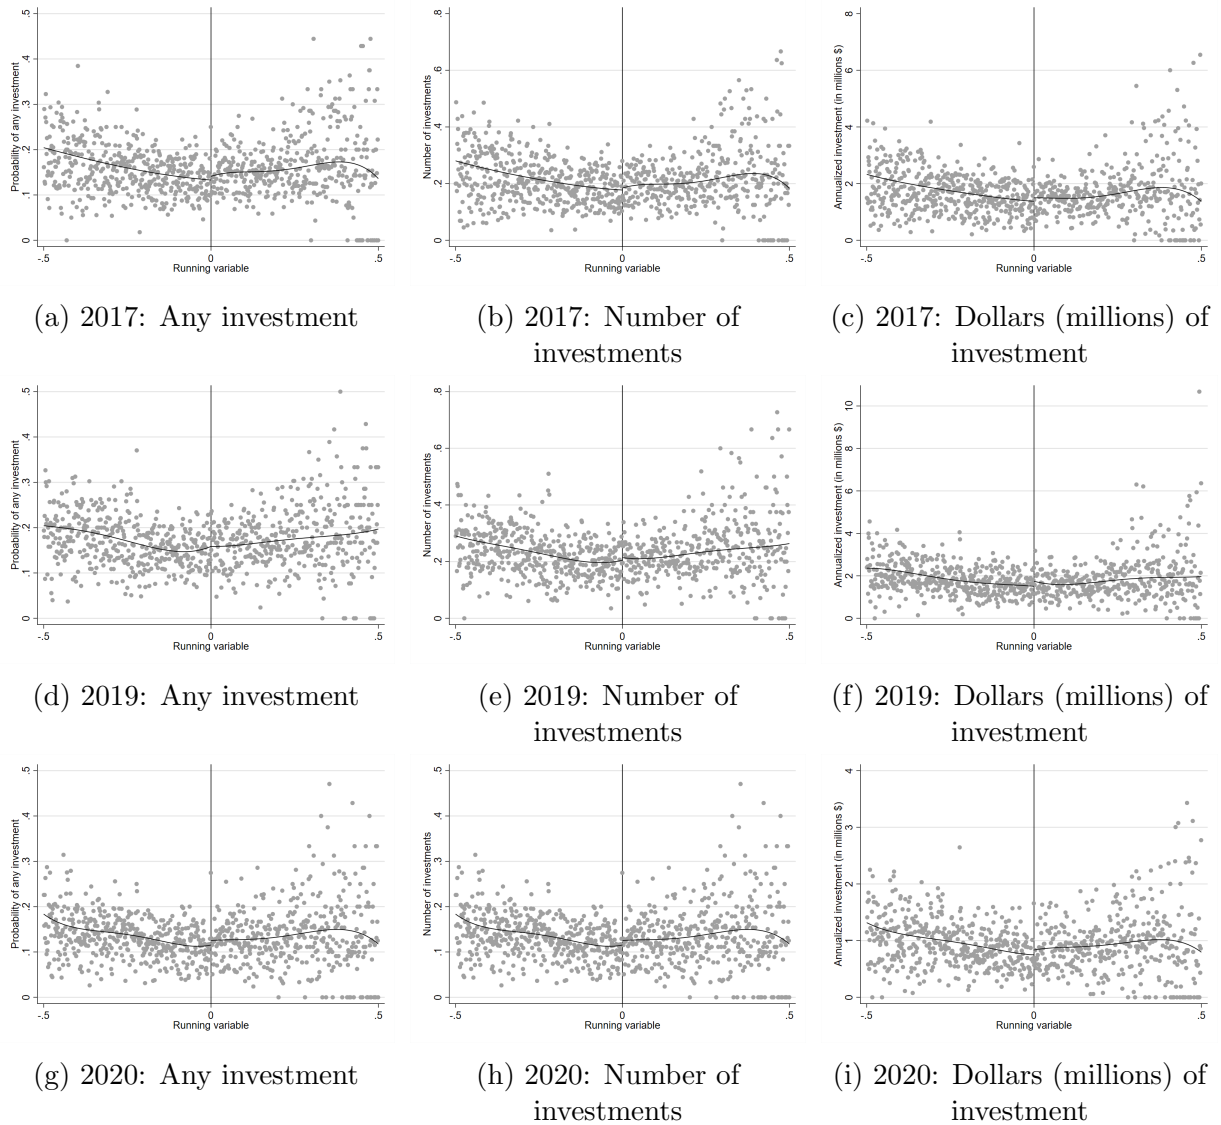 Probability of any investment
.5
.4
.3
.2
.1
0
-.5 0 .5
Running variable
Number of investments
.8
.6
.4
.2
0
-.5 0 .5
Running variable
Annualized investment (in millions $)
8
6
4
2
0
-.5 0 .5
Running variable
(a) 2017: Any investment
(b) 2017: Number of
investments
(c) 2017: Dollars (millions) of
investment
Probability of any investment
.5
.4
.3
.2
.1
0
-.5 0 .5
Running variable
Number of investments
.8
.6
.4
.2
0
-.5 0 .5
Running variable
Annualized investment (in millions $)
10
8
6
4
2
0
-.5 0 .5
Running variable
(d) 2019: Any investment
(e) 2019: Number of
investments
(f) 2019: Dollars (millions) of
investment
Probability of any investment
.5
.4
.3
.2
.1
0
-.5 0 .5
Running variable
Number of investments
.5
.4
.3
.2
.1
0
-.5 0 .5
Running variable
Annualized investment (in millions $)
4
3
2
1
0
-.5 0 .5
Running variable
(g) 2020: Any investment
(h) 2020: Number of
investments
(i) 2020: Dollars (millions) of
investment